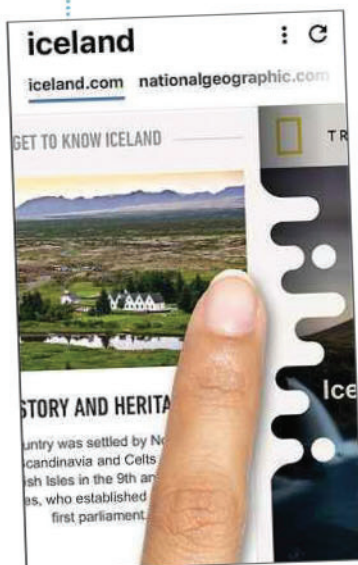 iceland
iceland.com nationalgeographic.com
GET TO KNOW ICELAND
TR
STORY AND HERITA
untry was settled by No
candinavia and Celts
sh Isles in the 9th an
es, who established
first parliament.
Ice